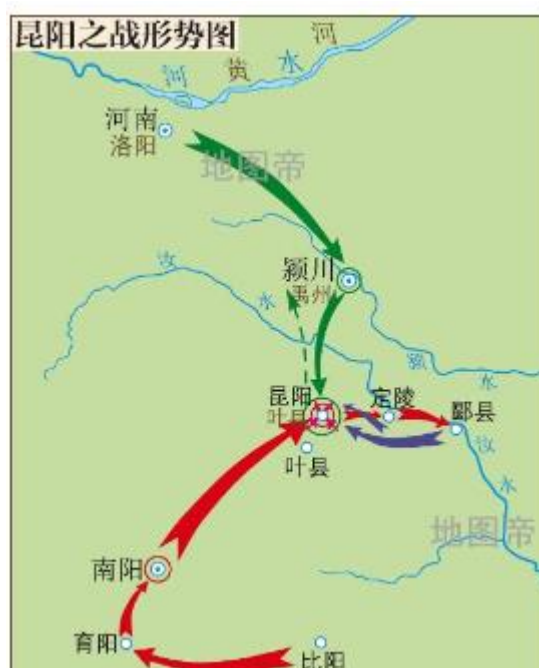 昆阳之战形势图
河
水
黄
河
河南
洛阳
地图帝
颍川
禹州
汝
水
颍
水
昆阳
叶县
定陵
郾县
叶县
汝
水
地图帝
南阳
育阳
比阳